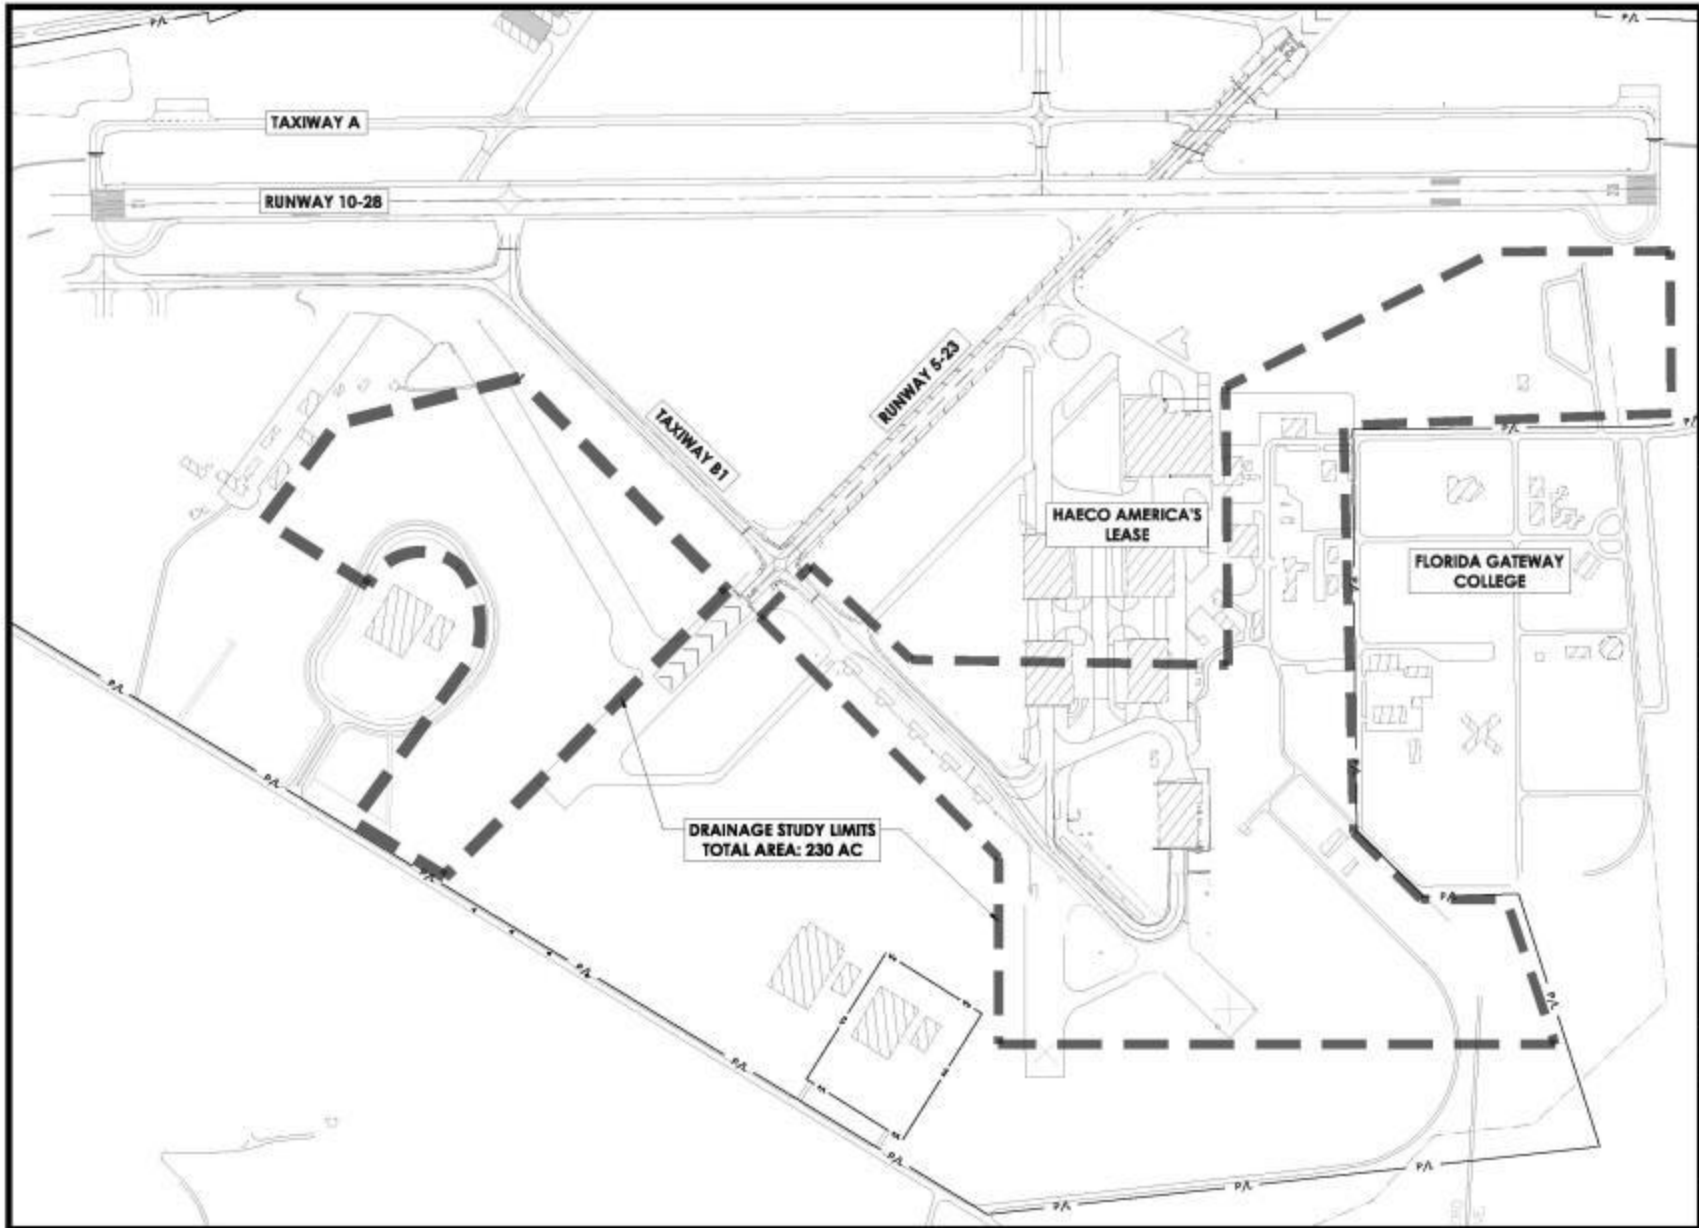 P/L
P/L
TAXIWAY A
RUNWAY 10-28
28
RUNWAY 5-23
TAXIWAY B1
P/L
P/L
HAECO AMERICA'S
LEASE
FLORIDA GATEWAY
COLLEGE
P/L
P/L
P/L
P/L
DRAINAGE STUDY LIMITS
TOTAL AREA: 230 AC
P/L
P/L
P/L
P/L
P/L
P/L
P/L
P/L
P/L